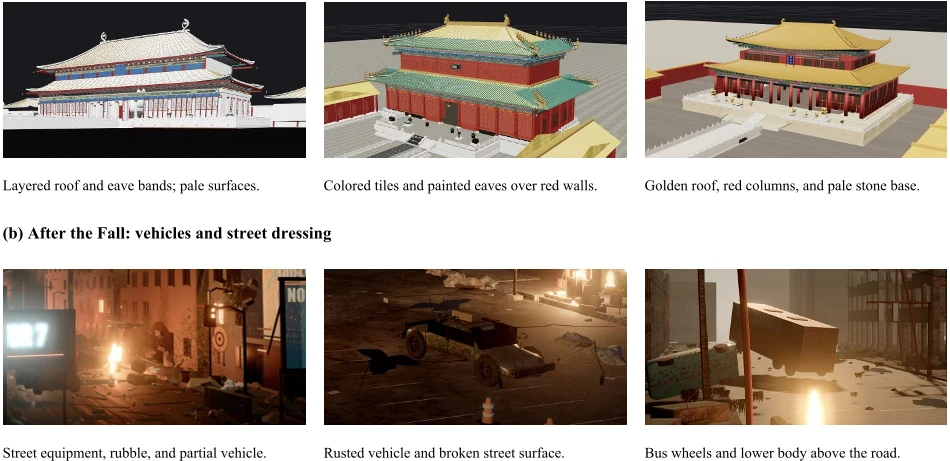 Layered roof and eave bands; pale surfaces.
Colored tiles and painted eaves over red walls.
Golden roof, red columns, and pale stone base.
(b) After the Fall: vehicles and street dressing
NO
Street equipment, rubble, and partial vehicle.
Rusted vehicle and broken street surface.
Bus wheels and lower body above the road.